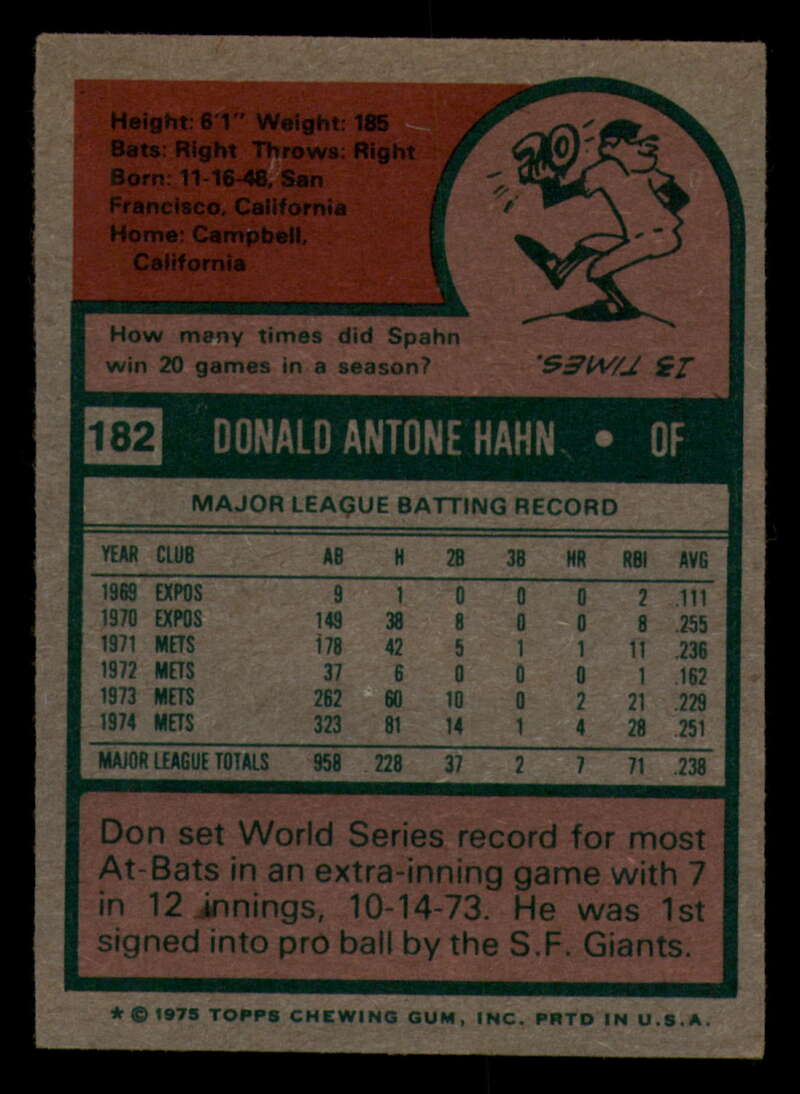 Height: 6'1" Weight: 185
Bats: Right Throws: Right
Born: 11-16-48, San
Francisco, California
Home: Campbell,
California
20
How many times did Spahn
win 20 games in a season?
13 TIMES.
182 DONALD ANTONE HAHN • OF
MAJOR LEAGUE BATTING RECORD
YEAR CLUB AB H 2B 3B HR RBI AVG
1969 EXPOS 9 1 0 0 0 2 .111
1970 EXPOS 149 38 8 0 0 8 .255
1971 METS 178 42 5 1 1 11 .236
1972 METS 37 6 0 0 0 1 .162
1973 METS 262 60 10 0 2 21 .229
1974 METS 323 81 14 1 4 28 .251
MAJOR LEAGUE TOTALS 958 228 37 2 7 71 .238
Don set World Series record for most
At-Bats in an extra-inning game with 7
in 12 innings, 10-14-73. He was 1st
signed into pro ball by the S.F. Giants.
* © 1975 TOPPS CHEWING GUM, INC. PRTD IN U.S.A.